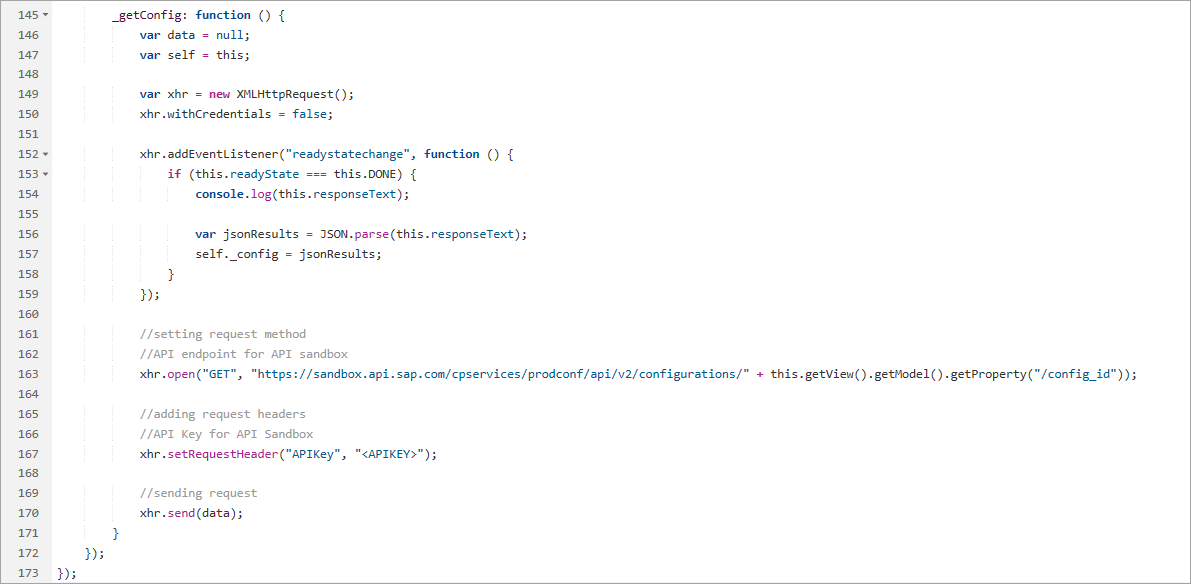 145 _getConfig: function () {
146 var data = null;
147 var self = this;
148
149 var xhr = new XMLHttpRequest();
150 xhr.withCredentials = false;
151
152 xhr.addEventListener("readystatechange", function () {
153 if (this.readyState === this.DONE) {
154 console.log(this.responseText);
155
156 var jsonResults = JSON.parse(this.responseText);
157 self._config = jsonResults;
158 }
159 });
160
161 //setting request method
162 //API endpoint for API sandbox
163 xhr.open("GET", "https://sandbox.api.sap.com/cpservices/prodconf/api/v2/configurations/" + this.getView().getModel().getProperty("/config_id"));
164
165 //adding request headers
166 //API Key for API Sandbox
167 xhr.setRequestHeader("APIKey", "<APIKEY>");
168
169 //sending request
170 xhr.send(data);
171 }
172 });
173 });